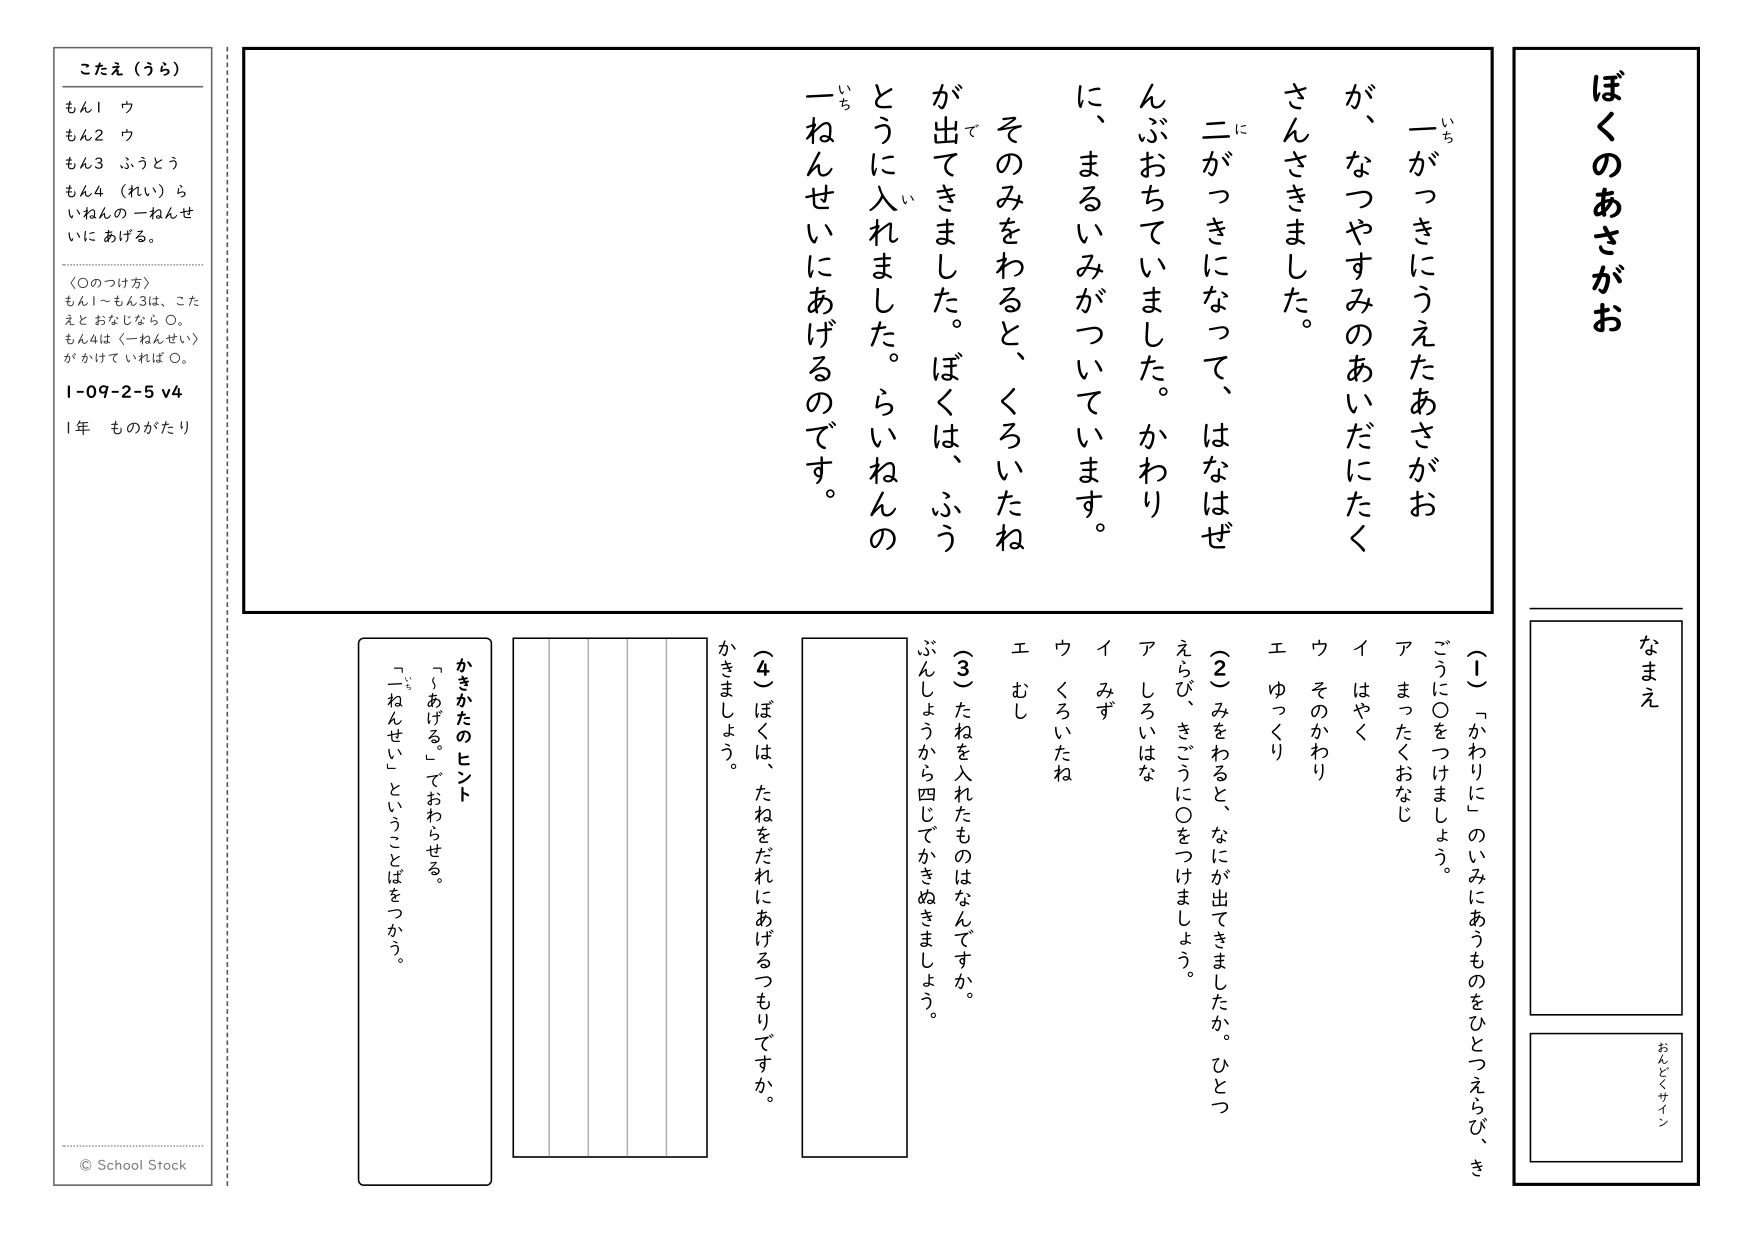 ぼくのあさがお
なまえ
おんどくサイン
一がっきにうえたあさがお
いち
が、なつやすみのあいだにたく
さんさきました。
二がっきになって、はなはぜ
に
んぶおちていました。かわり
に、まるいみがついています。
そのみをわると、くろいたね
が出てきました。ぼくは、ふう
で
とうに入れました。らいねんの
い
一ねんせいにあげるのです。
いち
(1)「かわりに」のいみにあうものをひとつえらび、き
ごうに○をつけましょう。
ア まったくおなじ
イ はやく
ウ そのかわり
エ ゆっくり
(2)みをわると、なにが出てきましたか。ひとつ
えらび、きごうに○をつけましょう。
ア しろいはな
イ みず
ウ くろいたね
エ むし
(3)たねを入れたものはなんですか。
ぶんしょうから四じでかきぬきましょう。
(4)ぼくは、たねをだれにあげるつもりですか。
かきましょう。
かきかたの ヒント
「〜あげる。」でおわらせる。
「一ねんせい」ということばをつかう。
いち
こたえ(うら)
もん1 ウ
もん2 ウ
もん3 ふうとう
もん4 (れい)ら
いねんの 一ねんせ
いに あげる。
〈○のつけ方〉
もん1〜もん3は、こた
えと おなじなら ○。
もん4は〈一ねんせい〉
が かけて いれば ○。
1-09-2-5 v4
1年 ものがたり
© School Stock